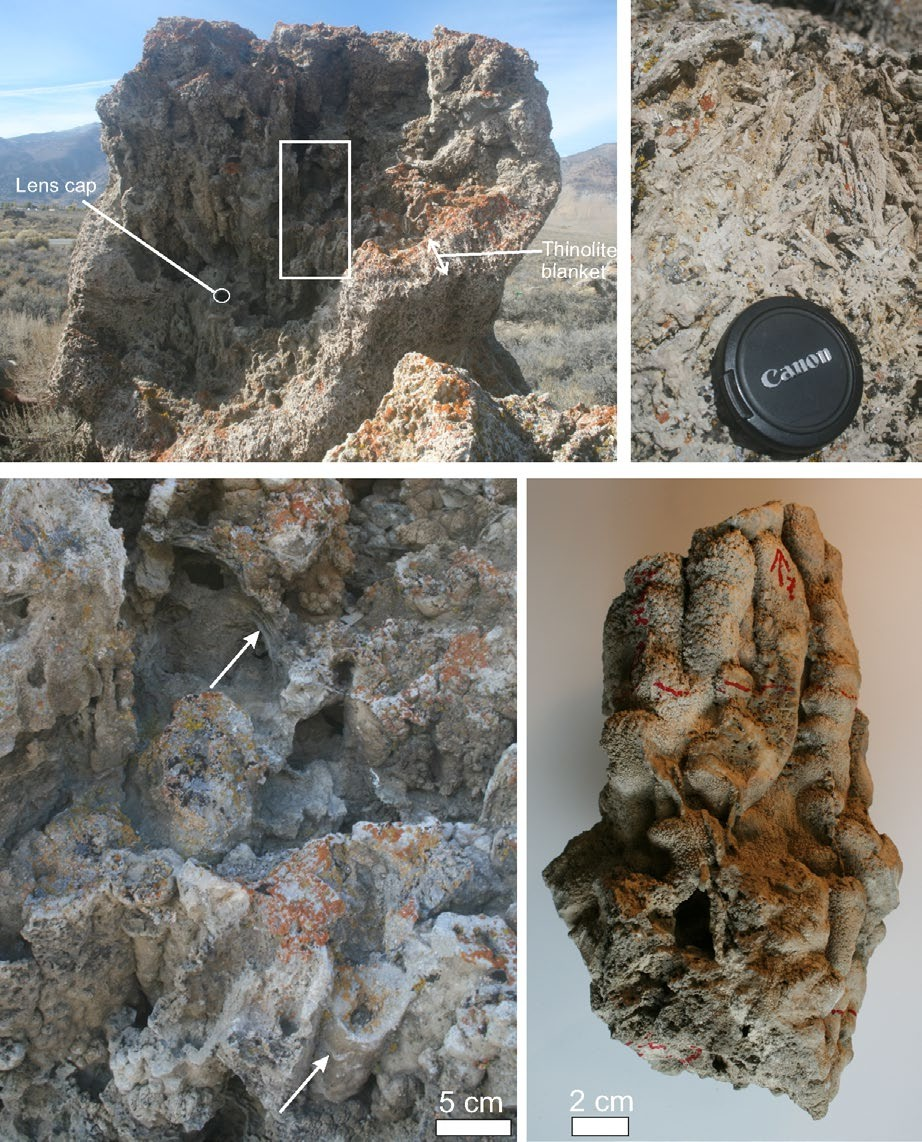 Lens cap
Thinolite
blanket
Canon
5 cm
2 cm